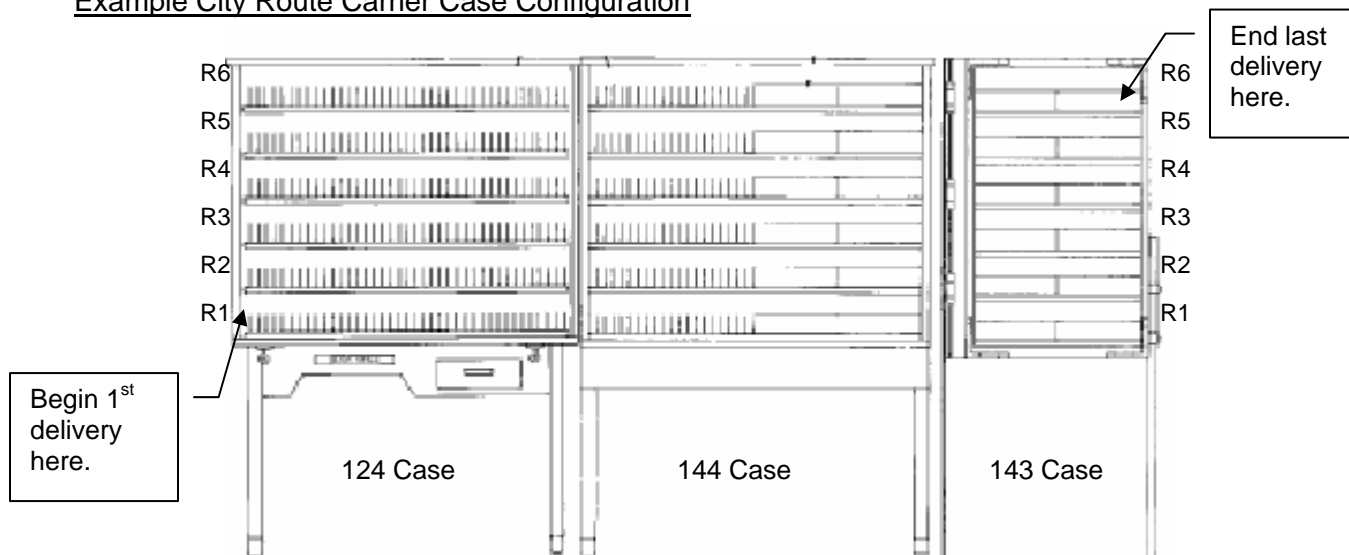 Example City Route Carrier Case Configuration
End last
delivery
here.
R6
R5
R4
R3
R2
R1
R6
R5
R4
R3
R2
R1
Begin 1st
delivery
here.
124 Case
144 Case
143 Case